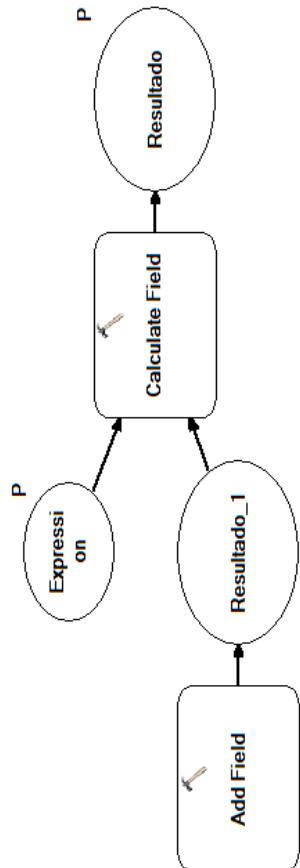 Add Field
Resultado_1
P
Expressi
on
Calculate Field
Resultado
P